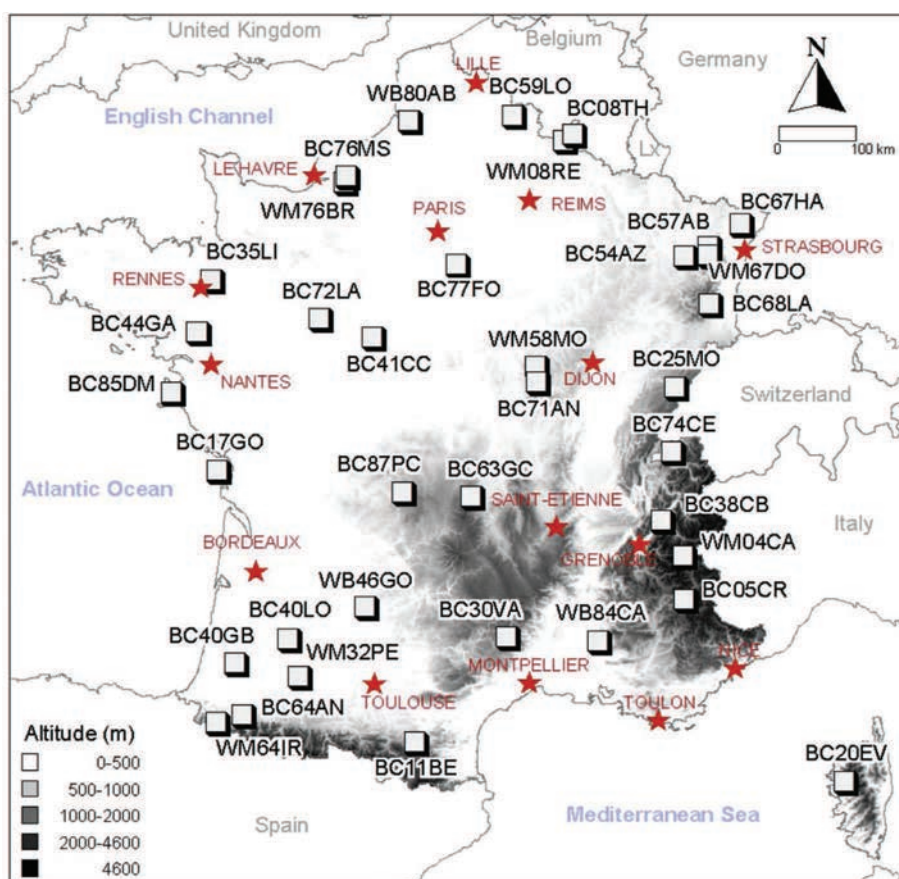 United Kingdom
Belgium
Germany
N
LILLE
BC59LO
WB80AB
BC08TH
English Channel
0 100 km
BC76MS
Lx
LE HAVRE
WM08RE
WM76BR
PARIS
REIMS
BC67HA
BC57AB
STRASBOURG
BC35LI
BC54AZ
WM67DO
RENNES
BC77FO
BC72LA
BC68LA
BC44GA
WM58MO
BC41CC
BC25MO
NANTES
DIJON
BC85DM
BC71AN
Switzerland
BC74CE
BC17GO
BC87PC
BC63GC
Atlantic Ocean
SAINT-ETIENNE
BC38CB
Italy
BORDEAUX
GRENOBLE
WM04CA
WB46GO
BC05CR
BC40LO
BC30VA
WB84CA
BC40GB
WM32PE
MONTPELLIER
NICE
TOULOUSE
TOULON
BC64AN
Altitude (m)
WM64IR
0-500
BC11BE
BC20EV
500-1000
1000-2000
Mediterranean Sea
Spain
2000-4600
4600